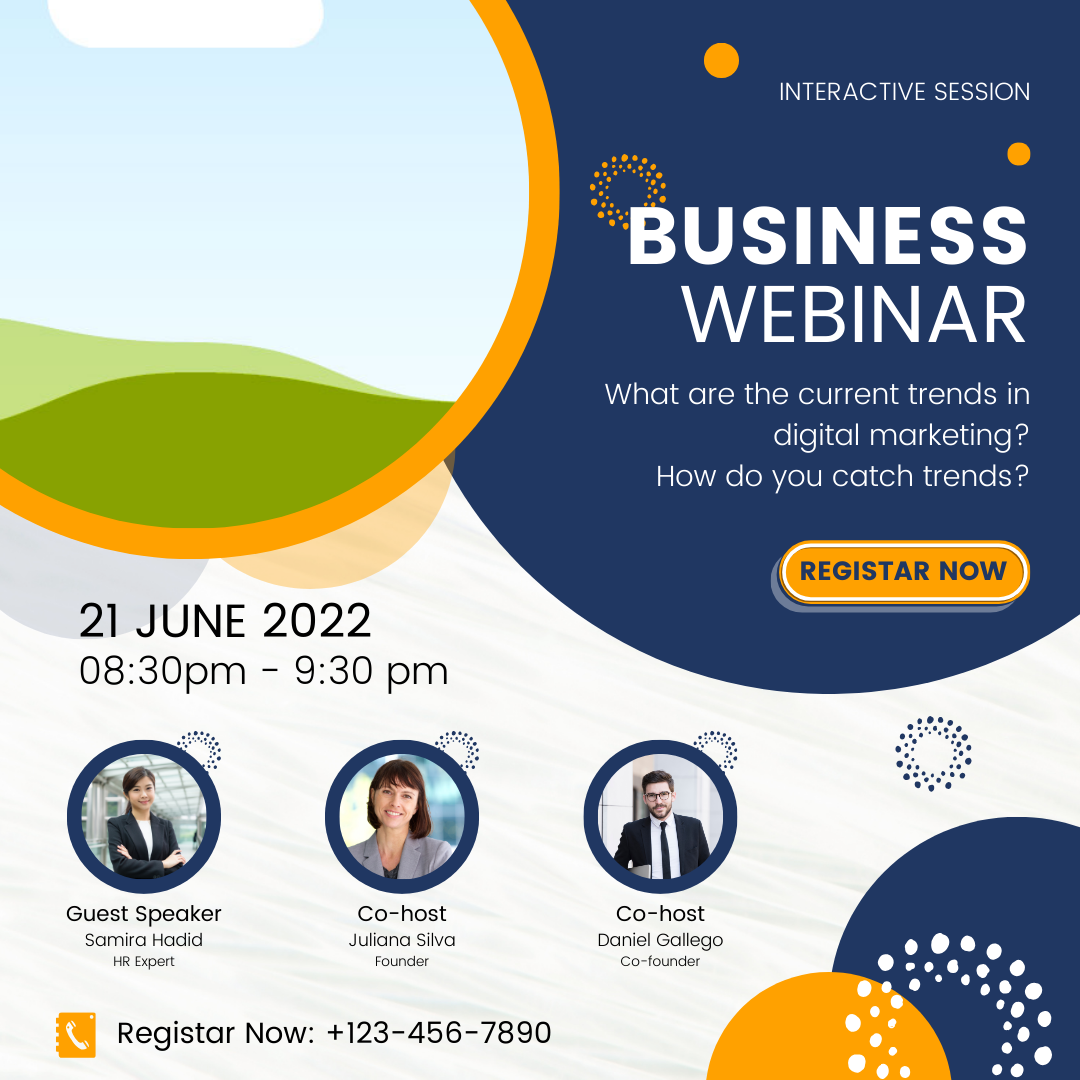 INTERACTIVE SESSION
BUSINESS
WEBINAR
What are the current trends in
digital marketing?
How do you catch trends?
REGISTAR NOW
21 JUNE 2022
08:30pm - 9:30 pm
Guest Speaker
Samira Hadid
HR Expert
Co-host
Juliana Silva
Founder
Co-host
Daniel Gallego
Co-founder
Registar Now: +123-456-7890